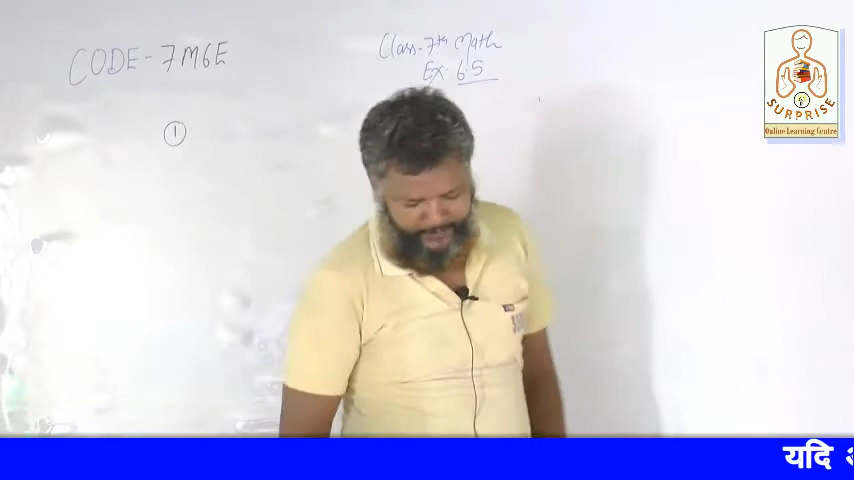 CODE- 7M6E
Class- 7th Math
Ex. 6.5
①
SURPRISE
Online Learning Centre
यदि